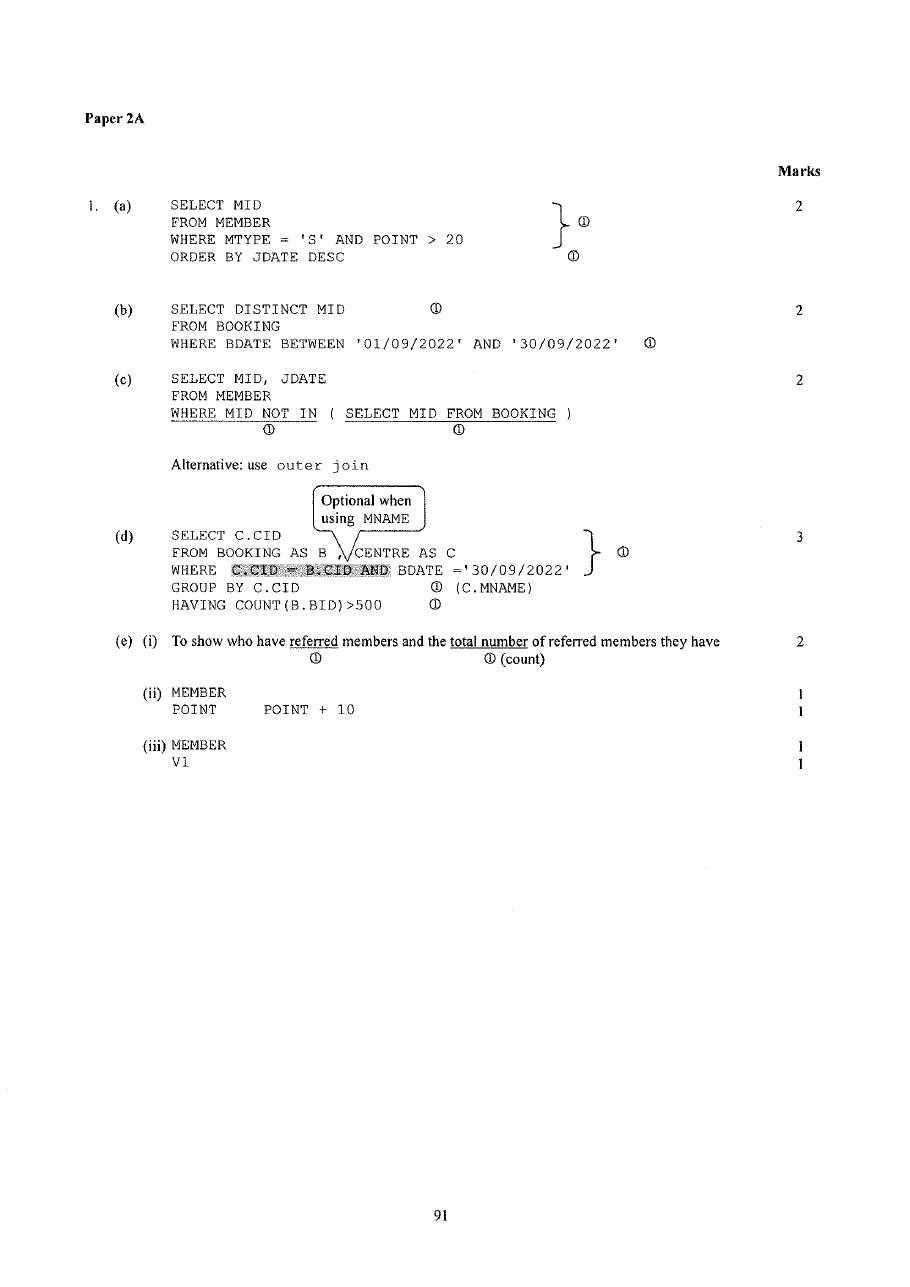 Paper 2A
Marks
1. (a) SELECT MID 2
FROM MEMBER ①
WHERE MTYPE = 'S' AND POINT > 20
ORDER BY JDATE DESC ①
(b) SELECT DISTINCT MID ① 2
FROM BOOKING
WHERE BDATE BETWEEN '01/09/2022' AND '30/09/2022' ①
(c) SELECT MID, JDATE 2
FROM MEMBER
WHERE MID NOT IN ( SELECT MID FROM BOOKING )
① ①
Alternative: use outer join
Optional when
using MNAME
(d) SELECT C.CID 3
FROM BOOKING AS B , CENTRE AS C ①
WHERE C.CID = B.CID AND BDATE ='30/09/2022'
GROUP BY C.CID ① (C.MNAME)
HAVING COUNT(B.BID)>500 ①
(e) (i) To show who have referred members and the total number of referred members they have 2
① ① (count)
(ii) MEMBER 1
POINT POINT + 10 1
(iii) MEMBER 1
V1 1
91